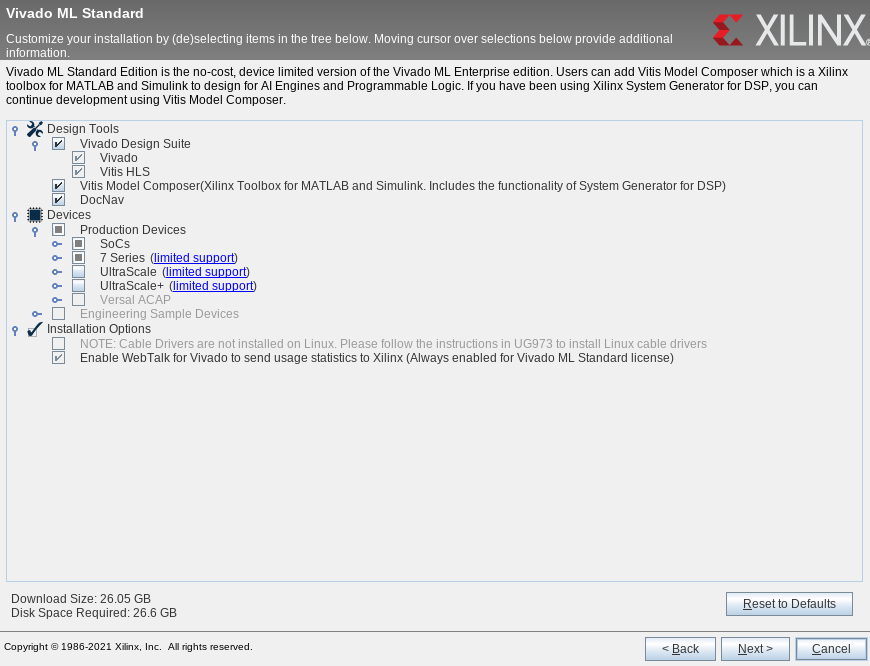 Vivado ML Standard
Customize your installation by (de)selecting items in the tree below. Moving cursor over selections below provide additional
information.
XILINX®
Vivado ML Standard Edition is the no-cost, device limited version of the Vivado ML Enterprise edition. Users can add Vitis Model Composer which is a Xilinx
toolbox for MATLAB and Simulink to design for AI Engines and Programmable Logic. If you have been using Xilinx System Generator for DSP, you can
continue development using Vitis Model Composer.
Design Tools
Vivado Design Suite
Vivado
Vitis HLS
Vitis Model Composer(Xilinx Toolbox for MATLAB and Simulink. Includes the functionality of System Generator for DSP)
DocNav
Devices
Production Devices
SoCs
7 Series (limited support)
UltraScale (limited support)
UltraScale+ (limited support)
Versal ACAP
Engineering Sample Devices
Installation Options
NOTE: Cable Drivers are not installed on Linux. Please follow the instructions in UG973 to install Linux cable drivers
Enable WebTalk for Vivado to send usage statistics to Xilinx (Always enabled for Vivado ML Standard license)
Download Size: 26.05 GB
Disk Space Required: 26.6 GB
Reset to Defaults
Copyright © 1986-2021 Xilinx, Inc. All rights reserved.
< Back
Next >
Cancel